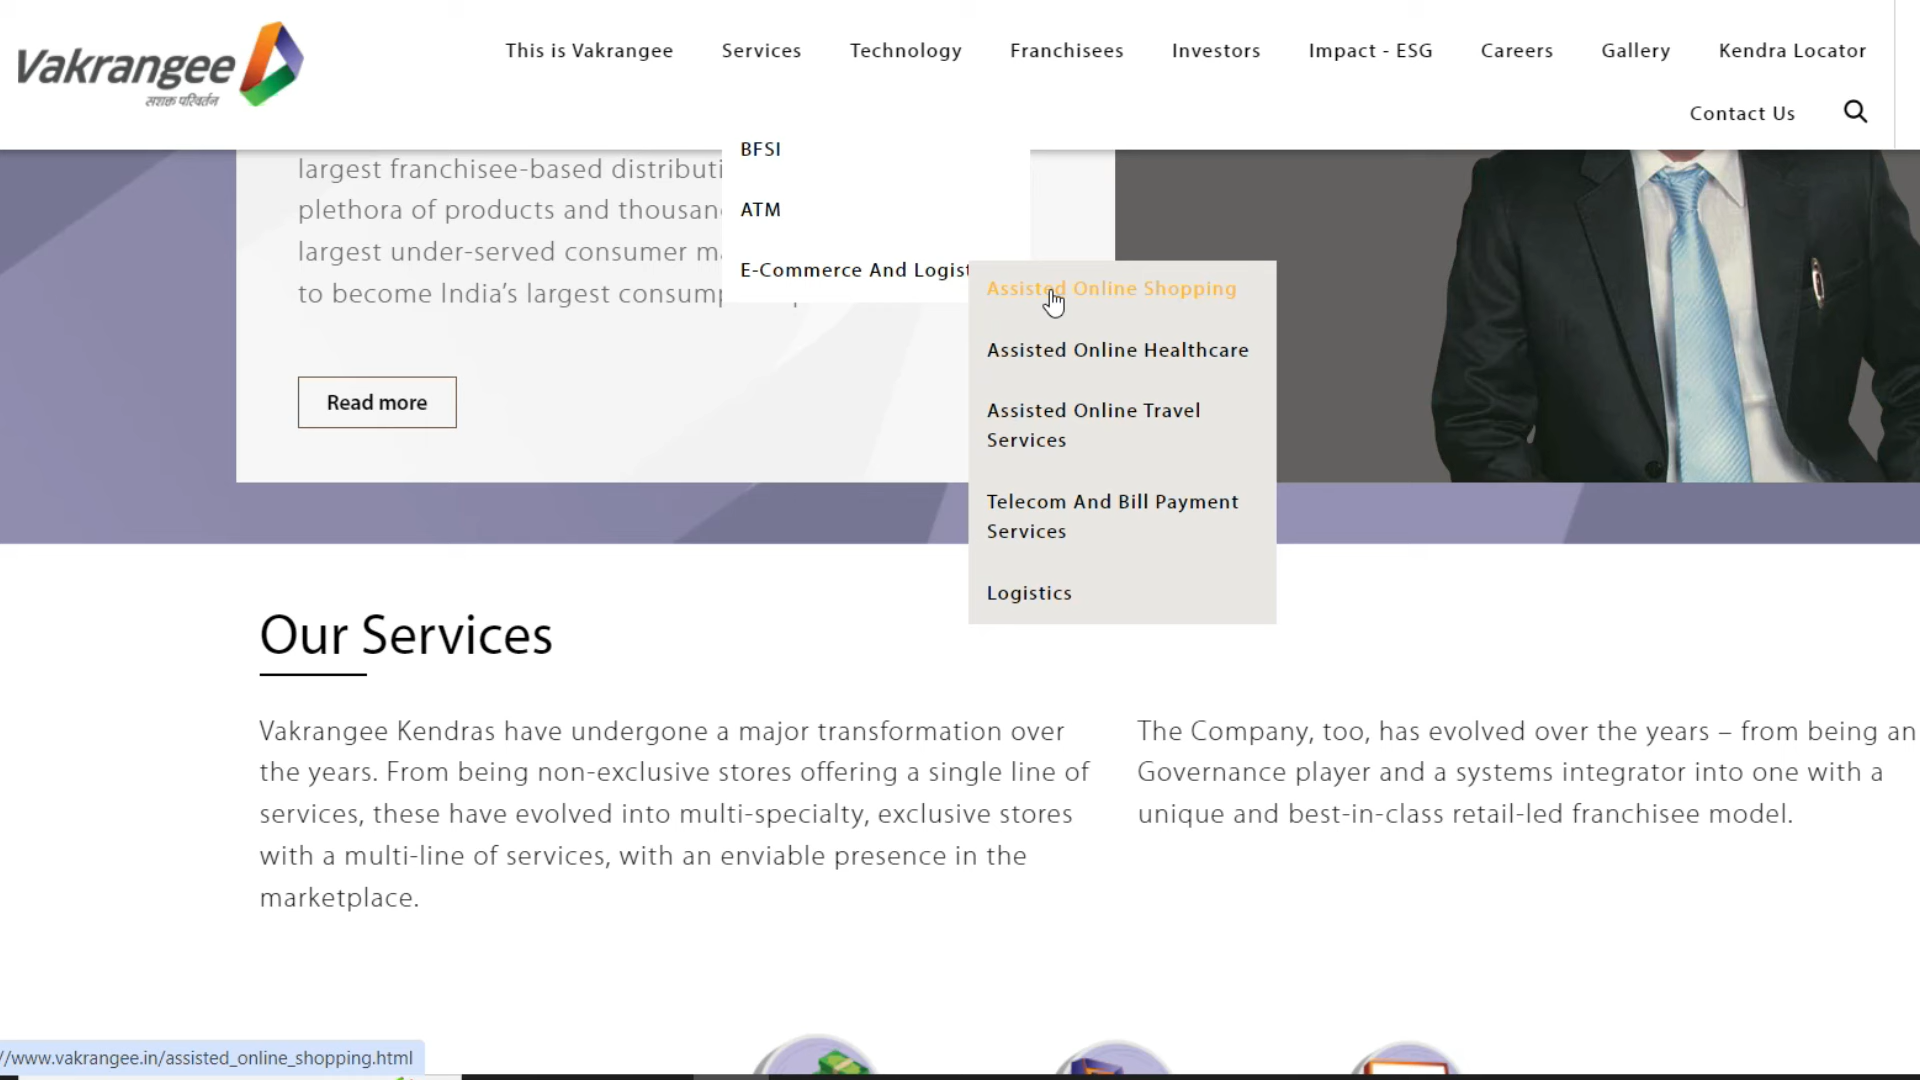 Vakrangee
सशक्त परिवर्तन
This is Vakrangee
Services
Technology
Franchisees
Investors
Impact - ESG
Careers
Gallery
Kendra Locator
Contact Us
BFSI
ATM
E-Commerce And Logist
Assisted Online Shopping
Assisted Online Healthcare
Assisted Online Travel
Services
Telecom And Bill Payment
Services
Logistics
largest franchisee-based distributi
plethora of products and thousan
largest under-served consumer m
to become India’s largest consum
Read more
Our Services
Vakrangee Kendras have undergone a major transformation over
the years. From being non-exclusive stores offering a single line of
services, these have evolved into multi-specialty, exclusive stores
with a multi-line of services, with an enviable presence in the
marketplace.
The Company, too, has evolved over the years – from being an
Governance player and a systems integrator into one with a
unique and best-in-class retail-led franchisee model.
//www.vakrangee.in/assisted_online_shopping.html